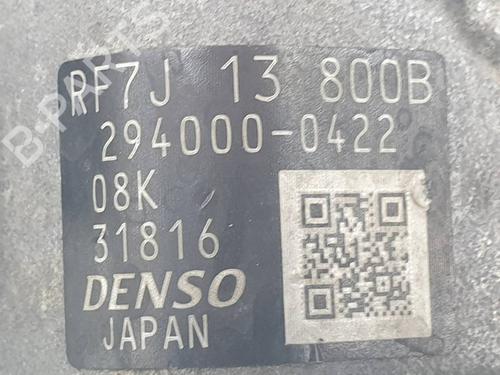 B-PARTS
RF7J 13 800B
294000-0422
08K
31816
DENSO
JAPAN